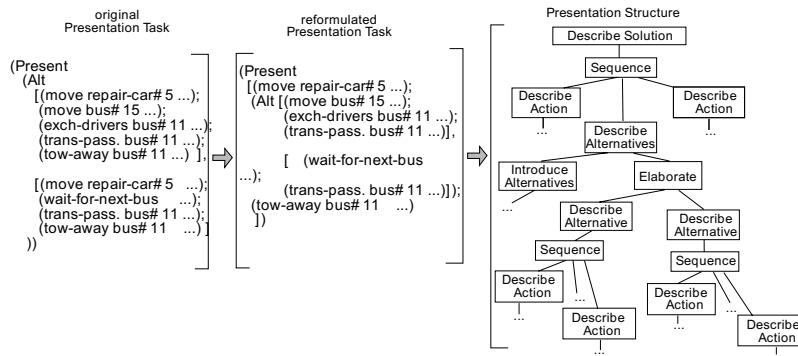 original
Presentation Task
(Present
(Alt
[(move repair-car# 5 ...);
(move bus# 15 ...);
(exch-drivers bus# 11 ...);
(trans-pass. bus# 11 ...);
(tow-away bus# 11 ...) ],
[(move repair-car# 5 ...);
(wait-for-next-bus ...);
(trans-pass. bus# 11 ...);
(tow-away bus# 11 ...) ]
))
reformulated
Presentation Task
(Present
[(move repair-car# 5 ...);
(Alt [(move bus# 15 ...);
(exch-drivers bus# 11 ...);
(trans-pass. bus# 11 ...)],
[ (wait-for-next-bus
...);
(trans-pass. bus# 11 ...)]);
(tow-away bus# 11 ...)
])
Presentation Structure
Describe Solution
Sequence
Describe
Action
...
Describe
Action
...
Describe
Alternatives
Introduce
Alternatives
...
Elaborate
Describe
Alternative
Describe
Alternative
Sequence
Sequence
Describe
Action
...
...
Describe
Action
...
Describe
Action
...
...
Describe
Action
...